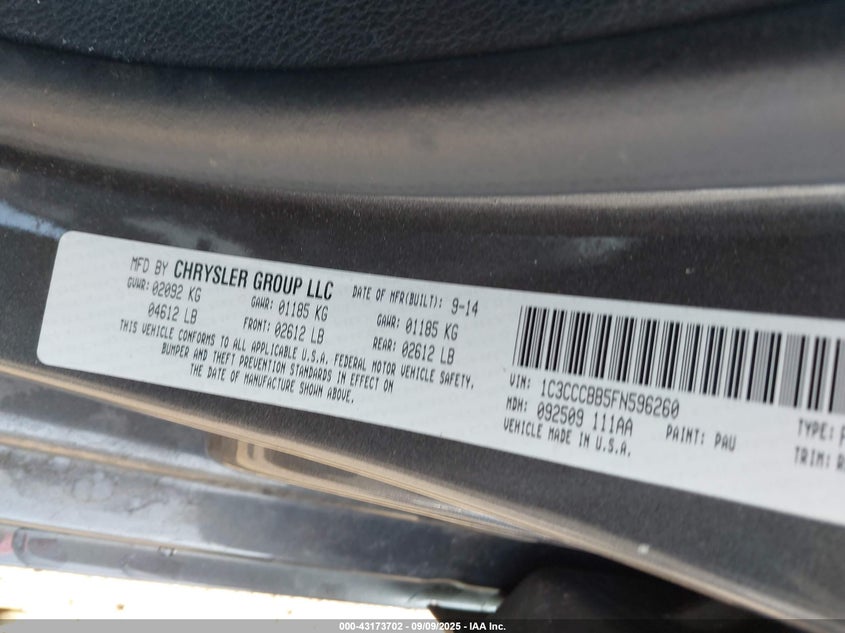 MFD BY CHRYSLER GROUP LLC
DATE OF MFR(BUILT): 9-14
GVWR: 02092 KG
04612 LB
GAWR: 01185 KG
FRONT: 02612 LB
GAWR: 01185 KG
REAR: 02612 LB
THIS VEHICLE CONFORMS TO ALL APPLICABLE U.S.A. FEDERAL MOTOR VEHICLE SAFETY,
BUMPER AND THEFT PREVENTION STANDARDS IN EFFECT ON
THE DATE OF MANUFACTURE SHOWN ABOVE.
VIN: 1C3CCCBB5FN596260
MDH: 092509 111AA
PAINT: PAU
TYPE:
VEHICLE MADE IN U.S.A.
TRIM:
000-43173702 - 09/09/2025 - IAA Inc.